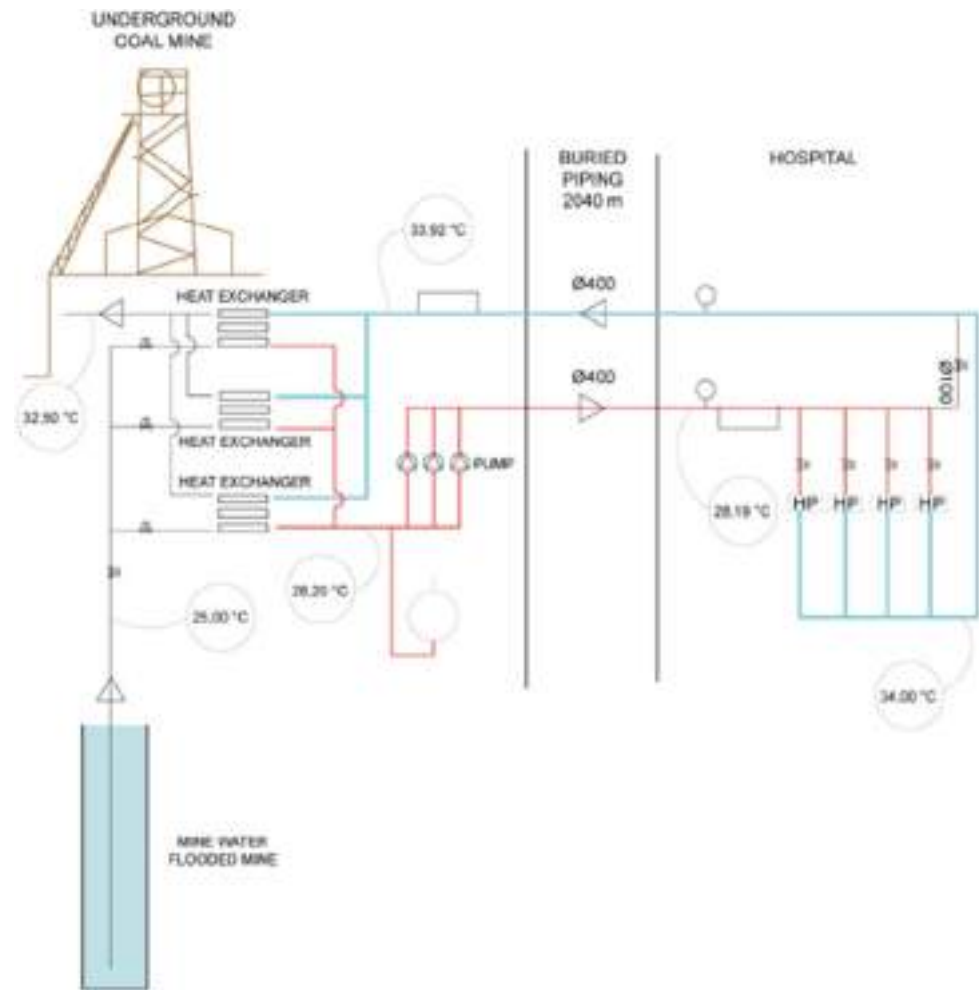 UNDERGROUND
COAL MINE
BURIED
PIPING
2040 m
HOSPITAL
33,92 °C
Ø400
HEAT EXCHANGER
Ø400
Ø100
32,50 °C
HEAT EXCHANGER
HEAT EXCHANGER
PUMP
28,19 °C
HP
HP
HP
HP
28,20 °C
25,00 °C
34,00 °C
MINE WATER
FLOODED MINE